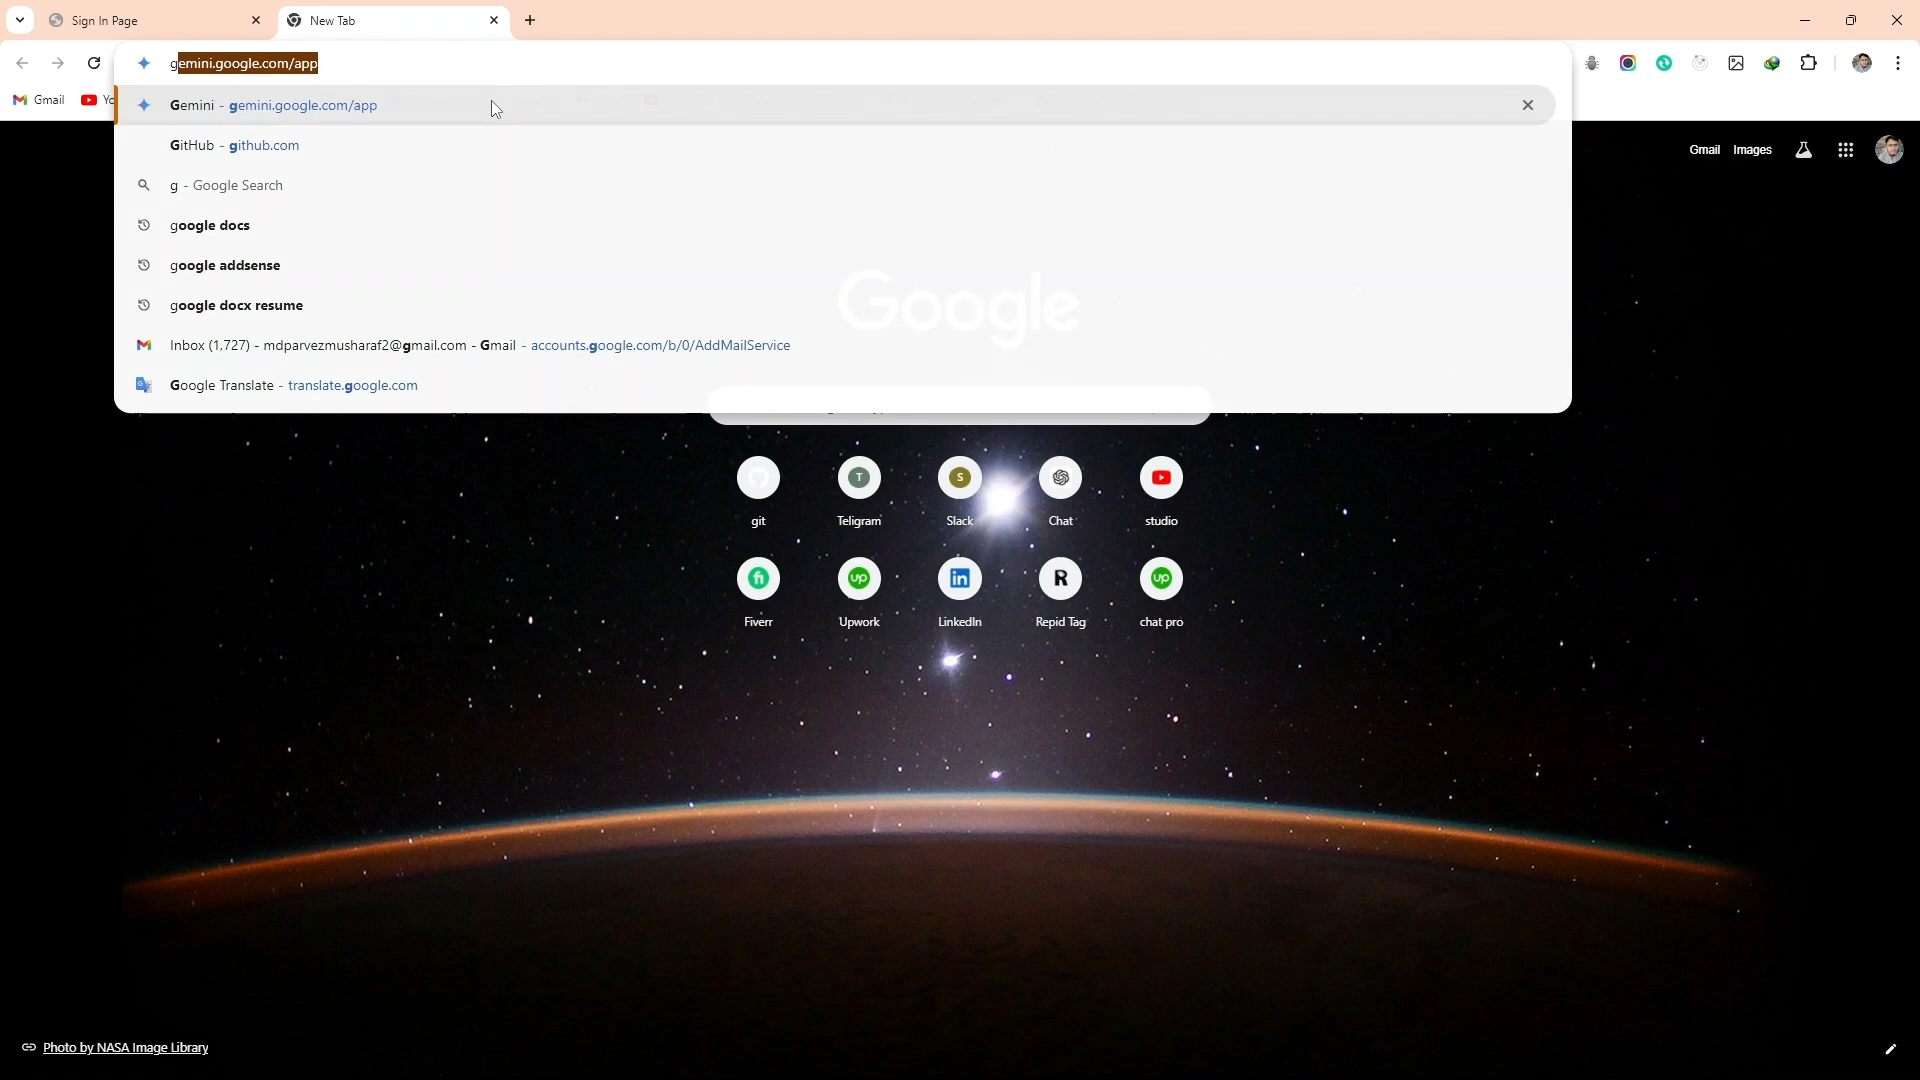 Sign In Page
New Tab
gemini.google.com/app
Gmail
Yo
Gemini - gemini.google.com/app
GitHub - github.com
g - Google Search
google docs
google addsense
google docx resume
Inbox (1,727) - mdparvezmusharaf2@gmail.com - Gmail - accounts.google.com/b/0/AddMailService
Google Translate - translate.google.com
Gmail Images
Google
git Teligram Slack Chat studio
Fiverr Upwork LinkedIn Repid Tag chat pro
Photo by NASA Image Library